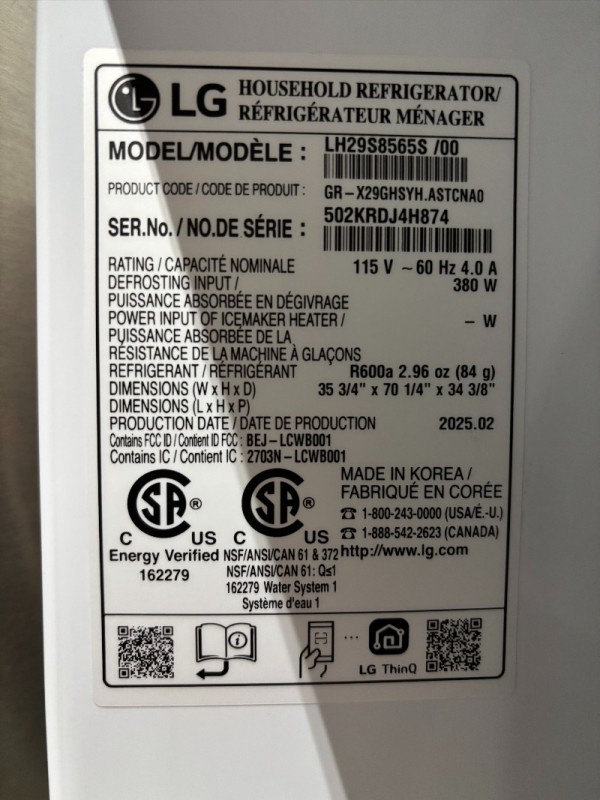 LG HOUSEHOLD REFRIGERATOR/
RÉFRIGÉRATEUR MÉNAGER
MODEL/MODÈLE : LH29S8565S /00
PRODUCT CODE / CODE DE PRODUIT : GR-X29GHSYH.ASTCNA0
SER.No. / NO.DE SÉRIE : 502KRDJ4H874
RATING / CAPACITÉ NOMINALE 115 V ~ 60 Hz 4.0 A
DEFROSTING INPUT / 380 W
PUISSANCE ABSORBÉE EN DÉGIVRAGE
POWER INPUT OF ICEMAKER HEATER / – W
PUISSANCE ABSORBÉE DE LA
RÉSISTANCE DE LA MACHINE À GLAÇONS
REFRIGERANT / RÉFRIGÉRANT R600a 2.96 oz (84 g)
DIMENSIONS (W x H x D) 35 3/4" x 70 1/4" x 34 3/8"
DIMENSIONS (L x H x P)
PRODUCTION DATE / DATE DE PRODUCTION 2025.02
Contains FCC ID / Contient ID FCC : BEJ-LCWB001
Contains IC / Contient IC : 2703N-LCWB001
MADE IN KOREA /
FABRIQUÉ EN CORÉE
1-800-243-0000 (USA/É.-U.)
1-888-542-2623 (CANADA)
http://www.lg.com
SA ®
C US
Energy Verified
162279
SA ®
C US
NSF/ANSI/CAN 61 & 372
NSF/ANSI/CAN 61: Q≤1
162279 Water System 1
Système d'eau 1
LG ThinQ